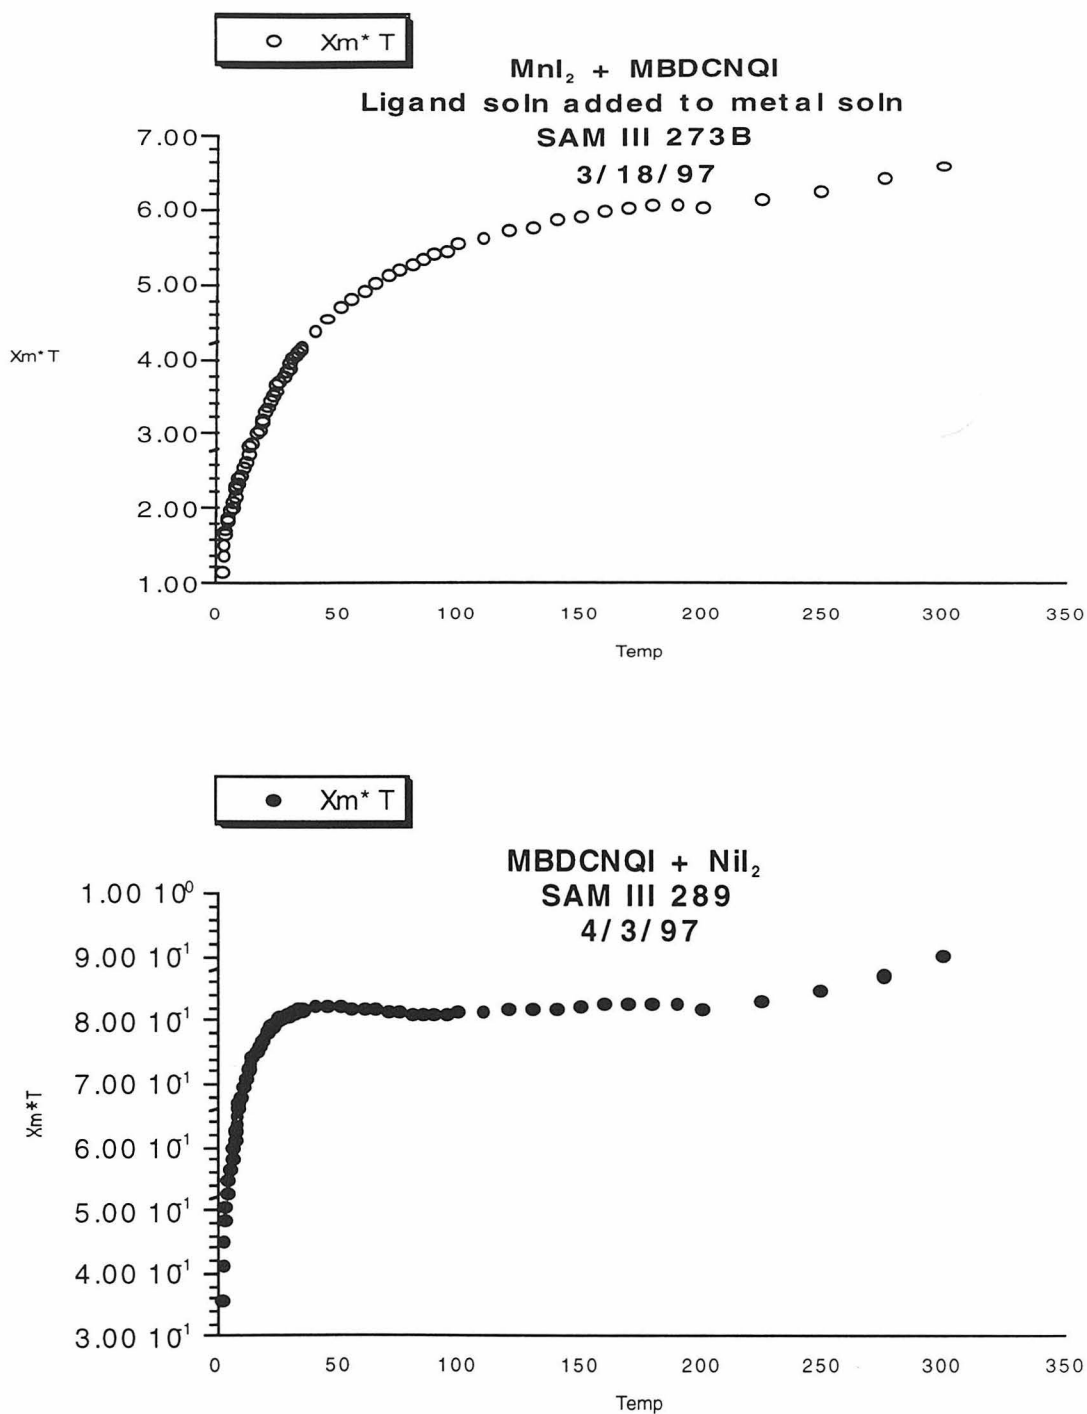 Xm* T
MnI₂ + MBDCNQI
Ligand soln added to metal soln
SAM III 273B
3/ 18/ 97
7.00
6.00
5.00
4.00
3.00
2.00
1.00
Xm* T
0 50 100 150 200 250 300 350
Temp
Xm* T
MBDCNQI + NiI₂
SAM III 289
4/ 3/ 97
1.00 10⁰
9.00 10⁻¹
8.00 10⁻¹
7.00 10⁻¹
6.00 10⁻¹
5.00 10⁻¹
4.00 10⁻¹
3.00 10⁻¹
Xm*T
0 50 100 150 200 250 300 350
Temp